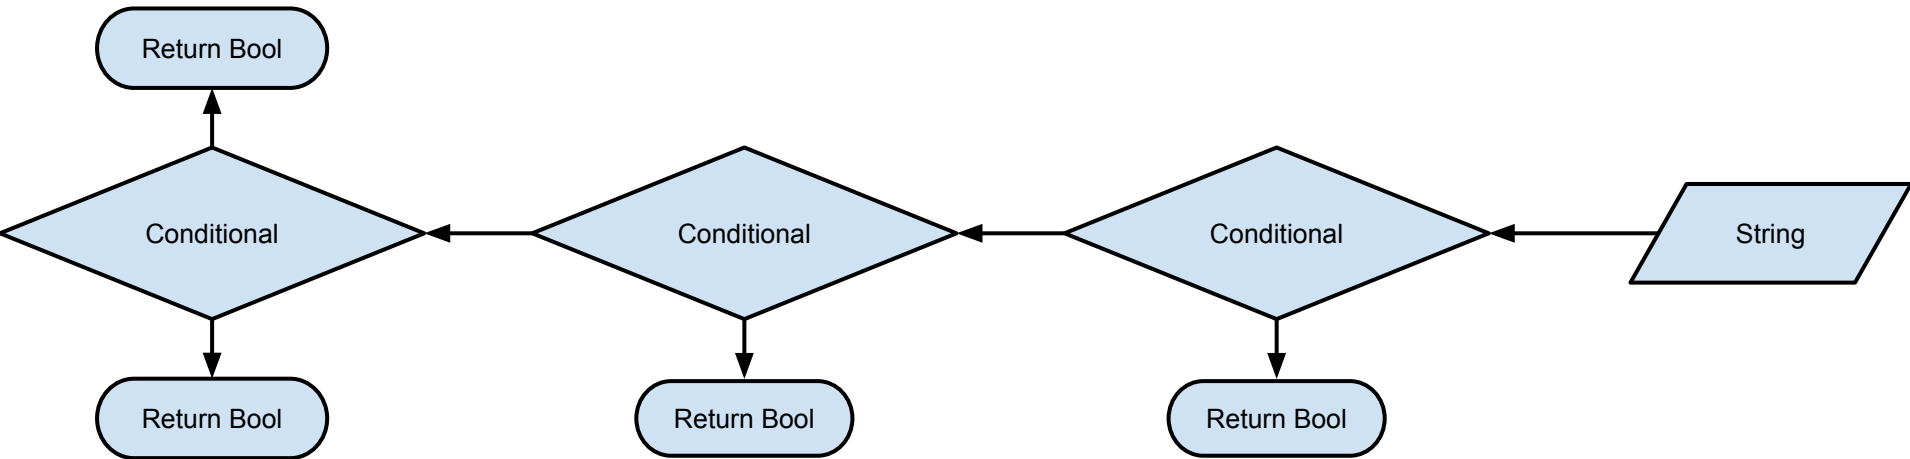 Return Bool
Conditional
Conditional
Conditional
String
Return Bool
Return Bool
Return Bool